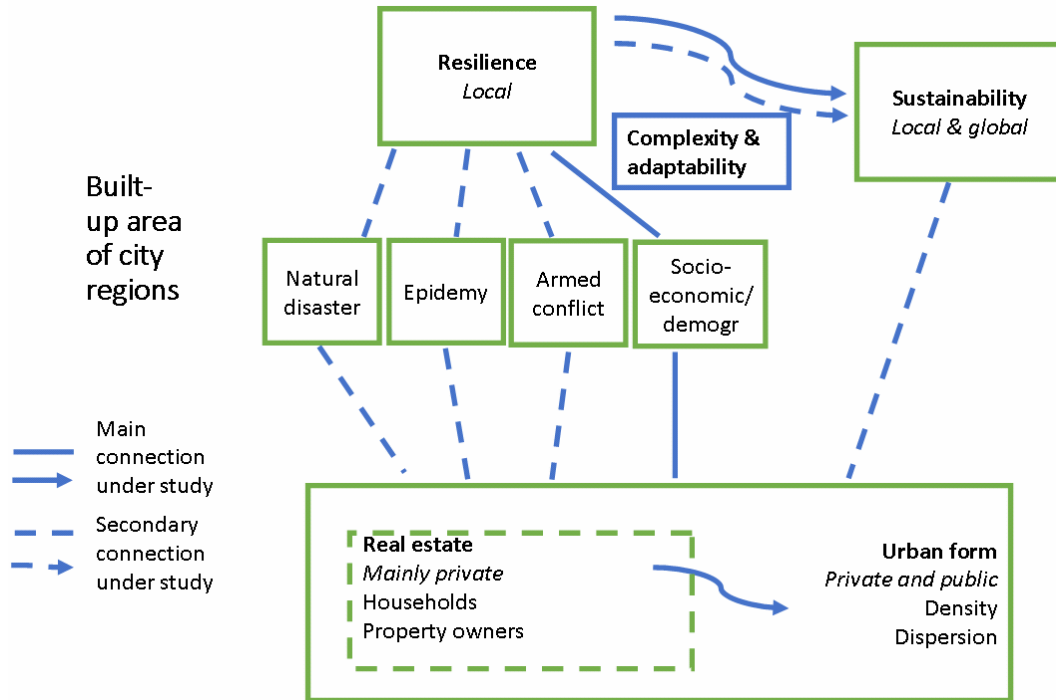 Resilience
Local
Sustainability
Local & global
Complexity &
adaptability
Built-
up area
of city
regions
Natural
disaster
Epidemy
Armed
conflict
Socio-
economic/
demogr
Main
connection
under study
Secondary
connection
under study
Real estate
Mainly private
Households
Property owners
Urban form
Private and public
Density
Dispersion